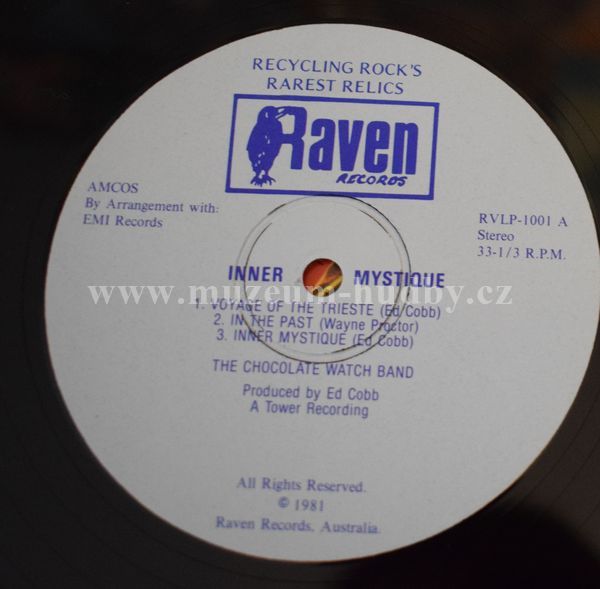 RECYCLING ROCK'S
RAREST RELICS
Raven
RECORDS
AMCOS
By Arrangement with:
EMI Records
RVLP-1001 A
Stereo
33-1/3 R.P.M.
INNER MYSTIQUE
www.muzeum-hudby.cz
1. VOYAGE OF THE TRIESTE (Ed Cobb)
2. IN THE PAST (Wayne Proctor)
3. INNER MYSTIQUE (Ed Cobb)
THE CHOCOLATE WATCH BAND
Produced by Ed Cobb
A Tower Recording
All Rights Reserved.
© 1981
Raven Records, Australia.